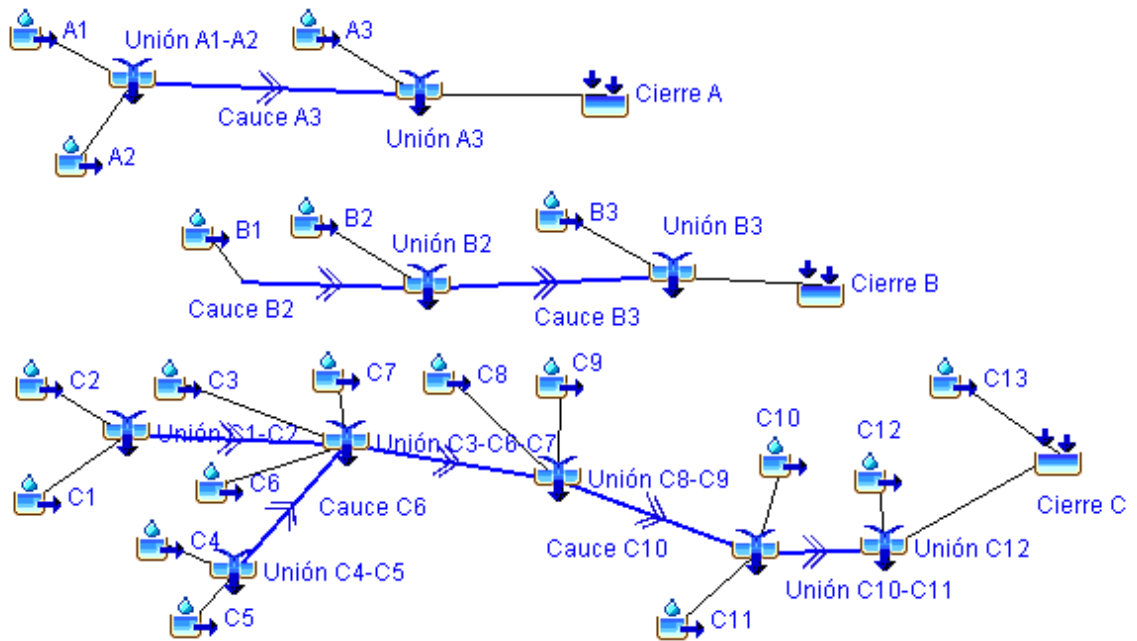 A1
Unión A1-A2
A3
Cierre A
Cauce A3
Unión A3
A2
B1
B2
Unión B2
B3
Unión B3
Cierre B
Cauce B2
Cauce B3
C2
C3
C7
C8
C9
C13
C10
C12
Unión C1-C2
Unión C3-C6-C7
C1
C6
Unión C8-C9
Cauce C6
Cierre C
C4
Unión C4-C5
Cauce C10
Unión C12
Unión C10-C11
C5
C11